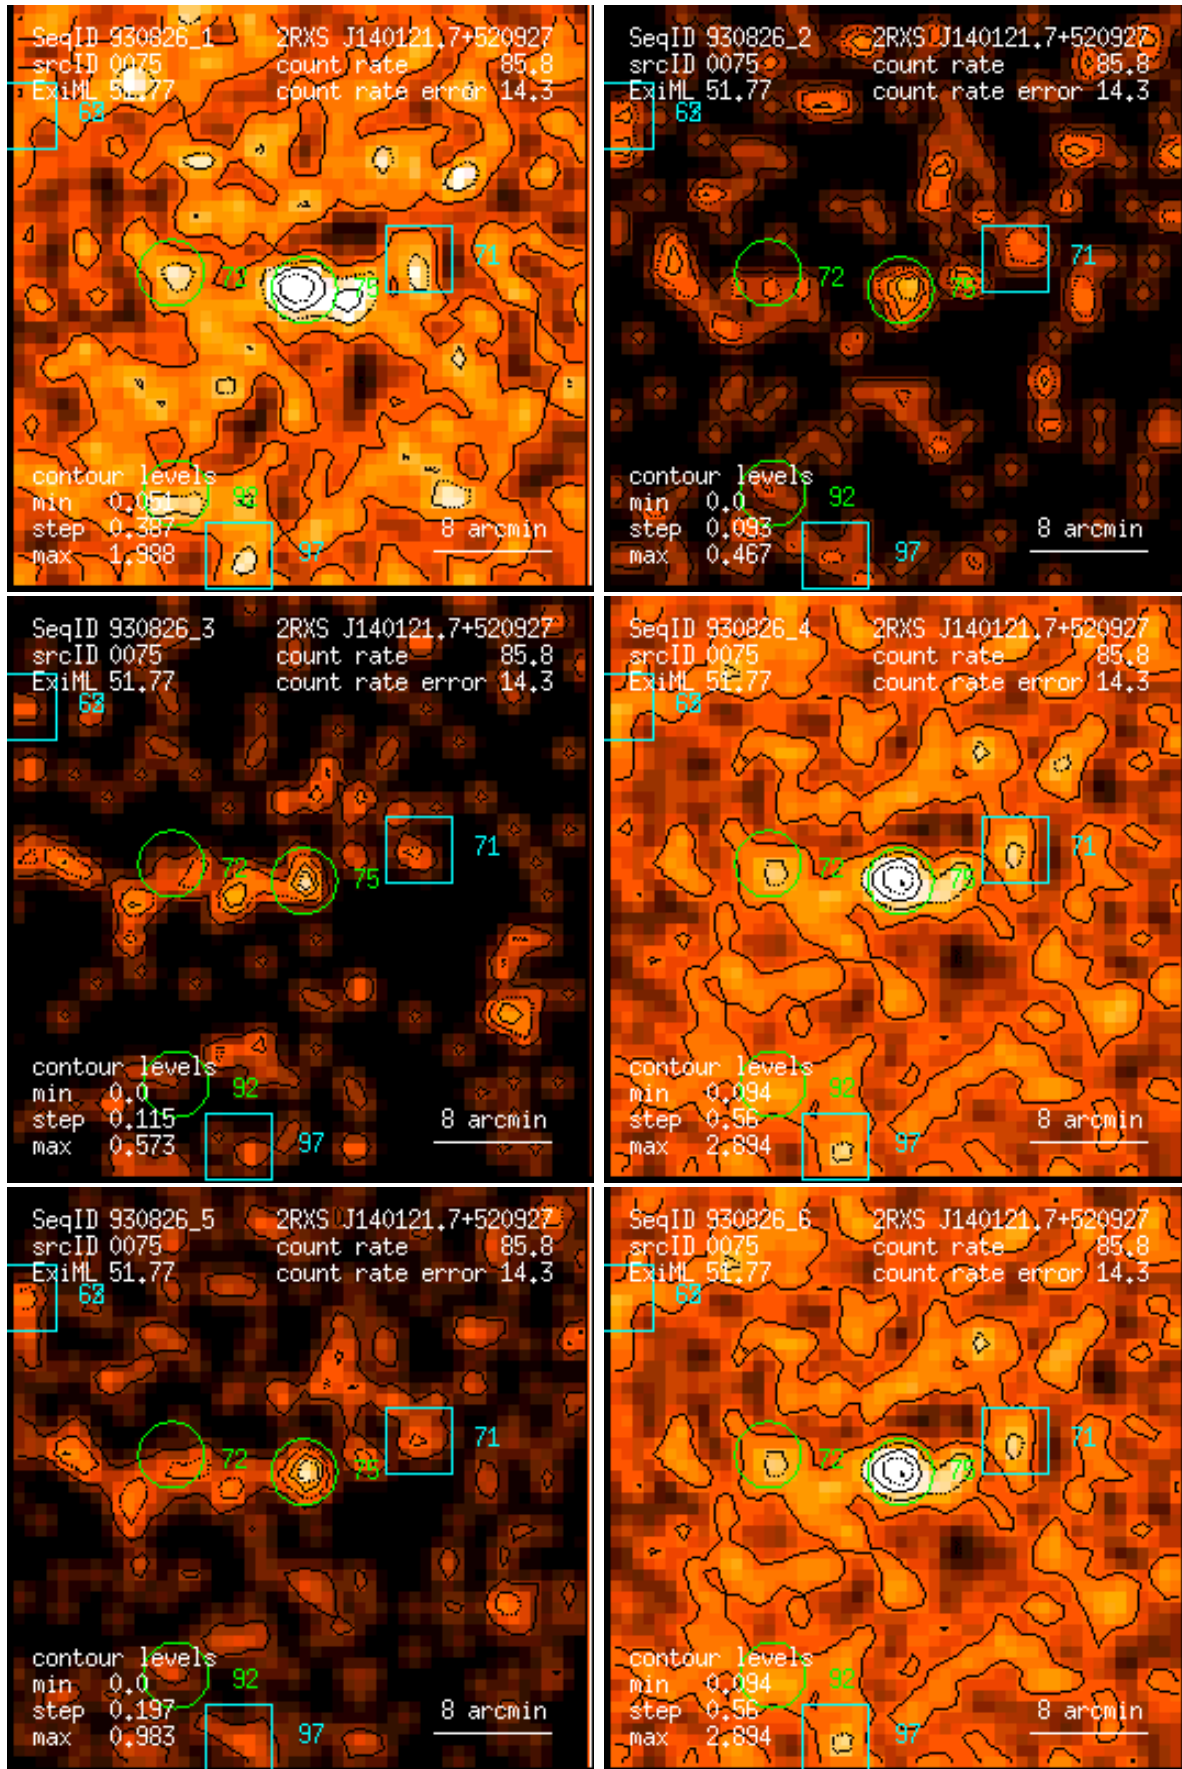 SeqID 930826_1 2RXS J140121.7+520927
srcID 0075 count rate 85.8
ExiML 51.77 count rate error 14.3
71
72 75
contour levels
min 0.051 92
step 0.387 8 arcmin
max 1.988 97
SeqID 930826_2 2RXS J140121.7+520927
srcID 0075 count rate 85.8
ExiML 51.77 count rate error 14.3
71
72 75
contour levels
min 0.0 92
step 0.093 8 arcmin
max 0.467 97
SeqID 930826_3 2RXS J140121.7+520927
srcID 0075 count rate 85.8
ExiML 51.77 count rate error 14.3
71
72 75
contour levels
min 0.0 92
step 0.115 8 arcmin
max 0.573 97
SeqID 930826_4 2RXS J140121.7+520927
srcID 0075 count rate 85.8
ExiML 51.77 count rate error 14.3
71
72 75
contour levels
min 0.094 92
step 0.56 8 arcmin
max 2.894 97
SeqID 930826_5 2RXS J140121.7+520927
srcID 0075 count rate 85.8
ExiML 51.77 count rate error 14.3
71
72 75
contour levels
min 0.0 92
step 0.197 8 arcmin
max 0.983 97
SeqID 930826_6 2RXS J140121.7+520927
srcID 0075 count rate 85.8
ExiML 51.77 count rate error 14.3
71
72 75
contour levels
min 0.094 92
step 0.56 8 arcmin
max 2.894 97